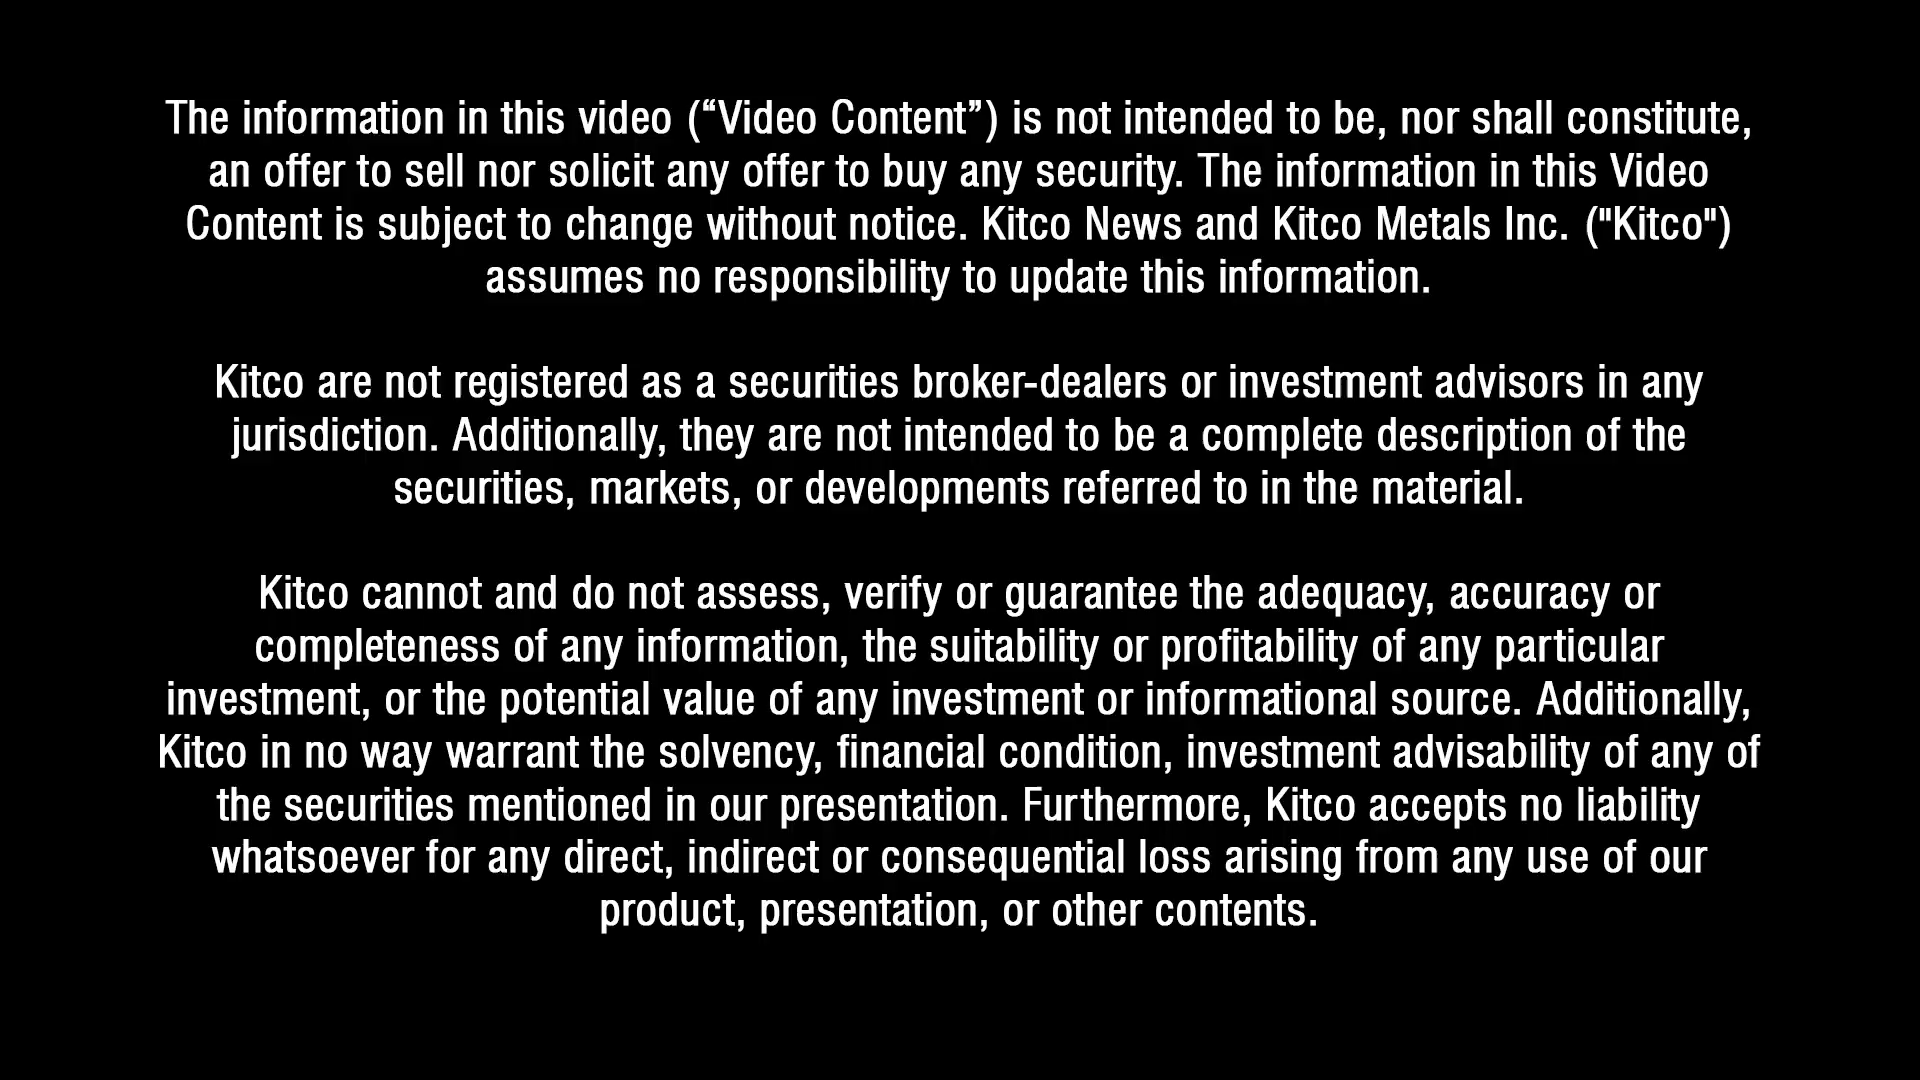 The information in this video (“Video Content”) is not intended to be, nor shall constitute,
an offer to sell nor solicit any offer to buy any security. The information in this Video
Content is subject to change without notice. Kitco News and Kitco Metals Inc. ("Kitco")
assumes no responsibility to update this information.
Kitco are not registered as a securities broker-dealers or investment advisors in any
jurisdiction. Additionally, they are not intended to be a complete description of the
securities, markets, or developments referred to in the material.
Kitco cannot and do not assess, verify or guarantee the adequacy, accuracy or
completeness of any information, the suitability or profitability of any particular
investment, or the potential value of any investment or informational source. Additionally,
Kitco in no way warrant the solvency, financial condition, investment advisability of any of
the securities mentioned in our presentation. Furthermore, Kitco accepts no liability
whatsoever for any direct, indirect or consequential loss arising from any use of our
product, presentation, or other contents.